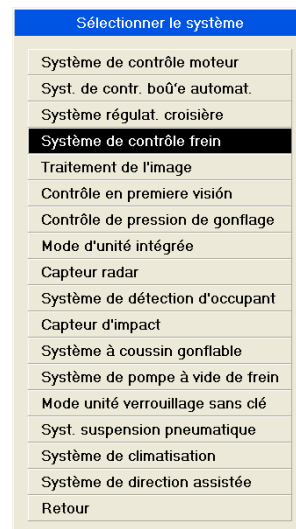 Sélectionner le système
Système de contrôle moteur
Syst. de contr. boû‘e automat.
Système régulat. croisière
Système de contrôle frein
Traitement de l'image
Contrôle en premiere visión
Contrôle de pression de gonflage
Mode d'unité intégrée
Capteur radar
Système de détection d'occupant
Capteur d'impact
Système à coussin gonflable
Système de pompe à vide de frein
Mode unité verrouillage sans clé
Syst. suspension pneumatique
Système de climatisation
Système de direction assistée
Retour